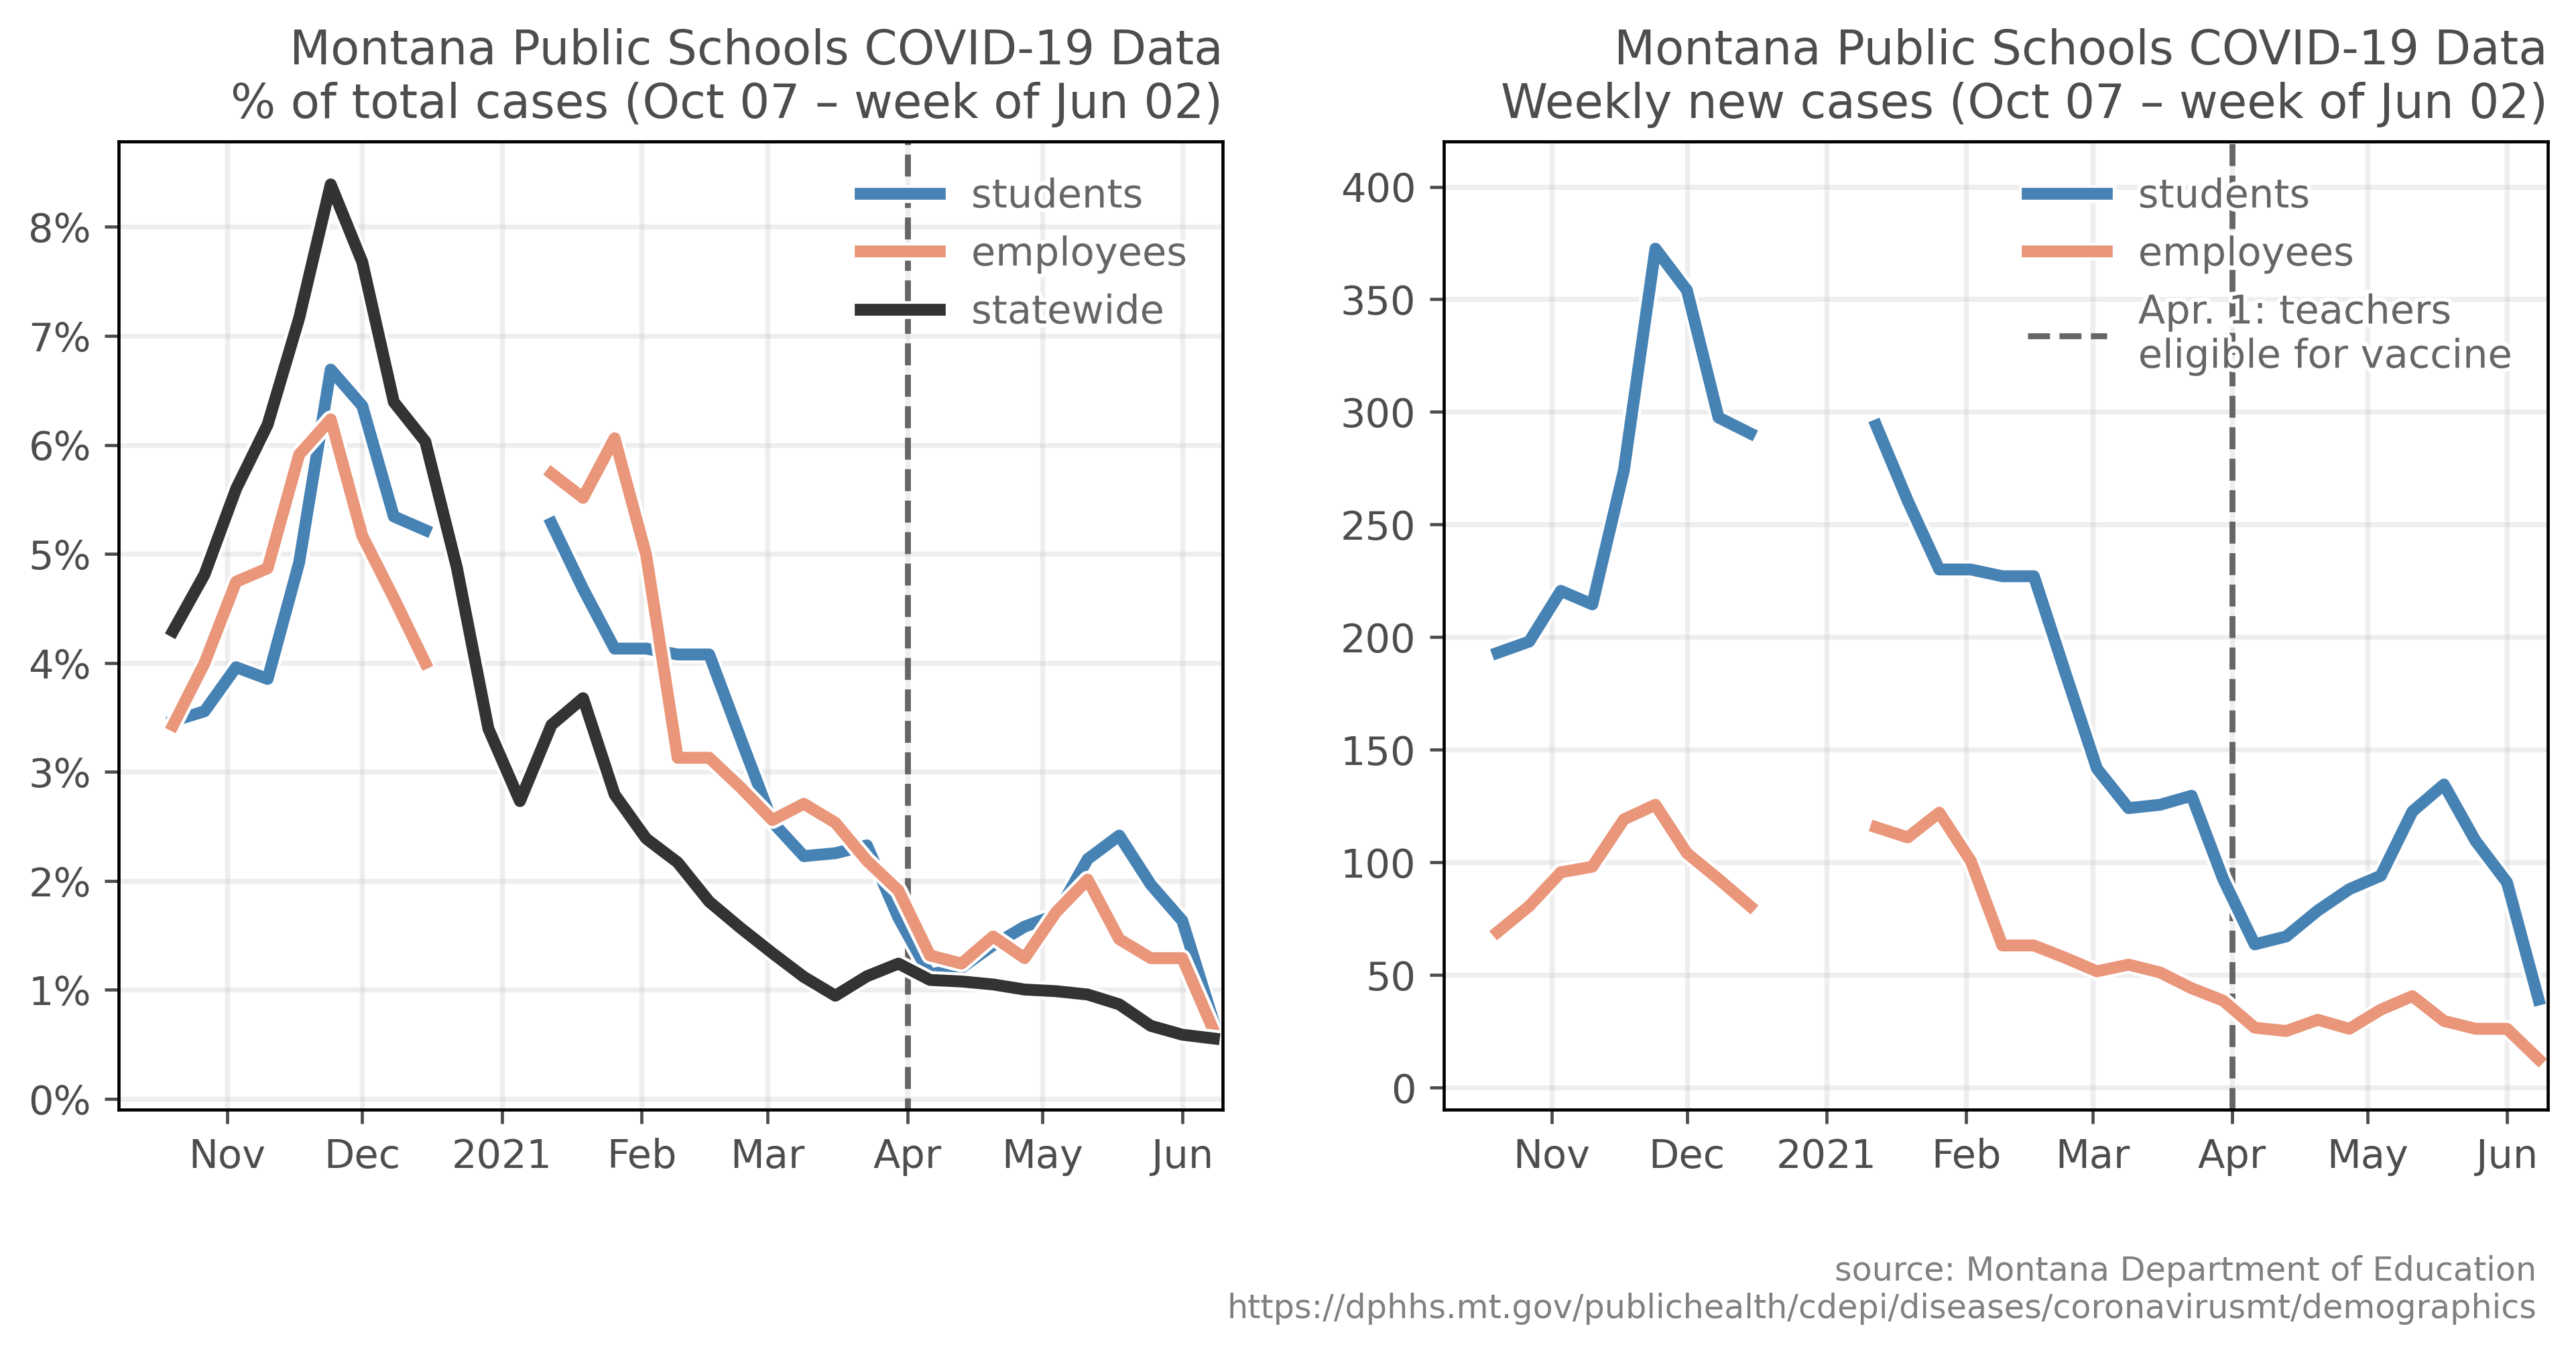 Montana Public Schools COVID-19 Data
% of total cases (Oct 07 – week of Jun 02)
8%
7%
6%
5%
4%
3%
2%
1%
0%
students
employees
statewide
Nov
Dec
2021
Feb
Mar
Apr
May
Jun
Montana Public Schools COVID-19 Data
Weekly new cases (Oct 07 – week of Jun 02)
400
350
300
250
200
150
100
50
0
students
employees
Apr. 1: teachers
eligible for vaccine
Nov
Dec
2021
Feb
Mar
Apr
May
Jun
source: Montana Department of Education
https://dphhs.mt.gov/publichealth/cdepi/diseases/coronavirusmt/demographics